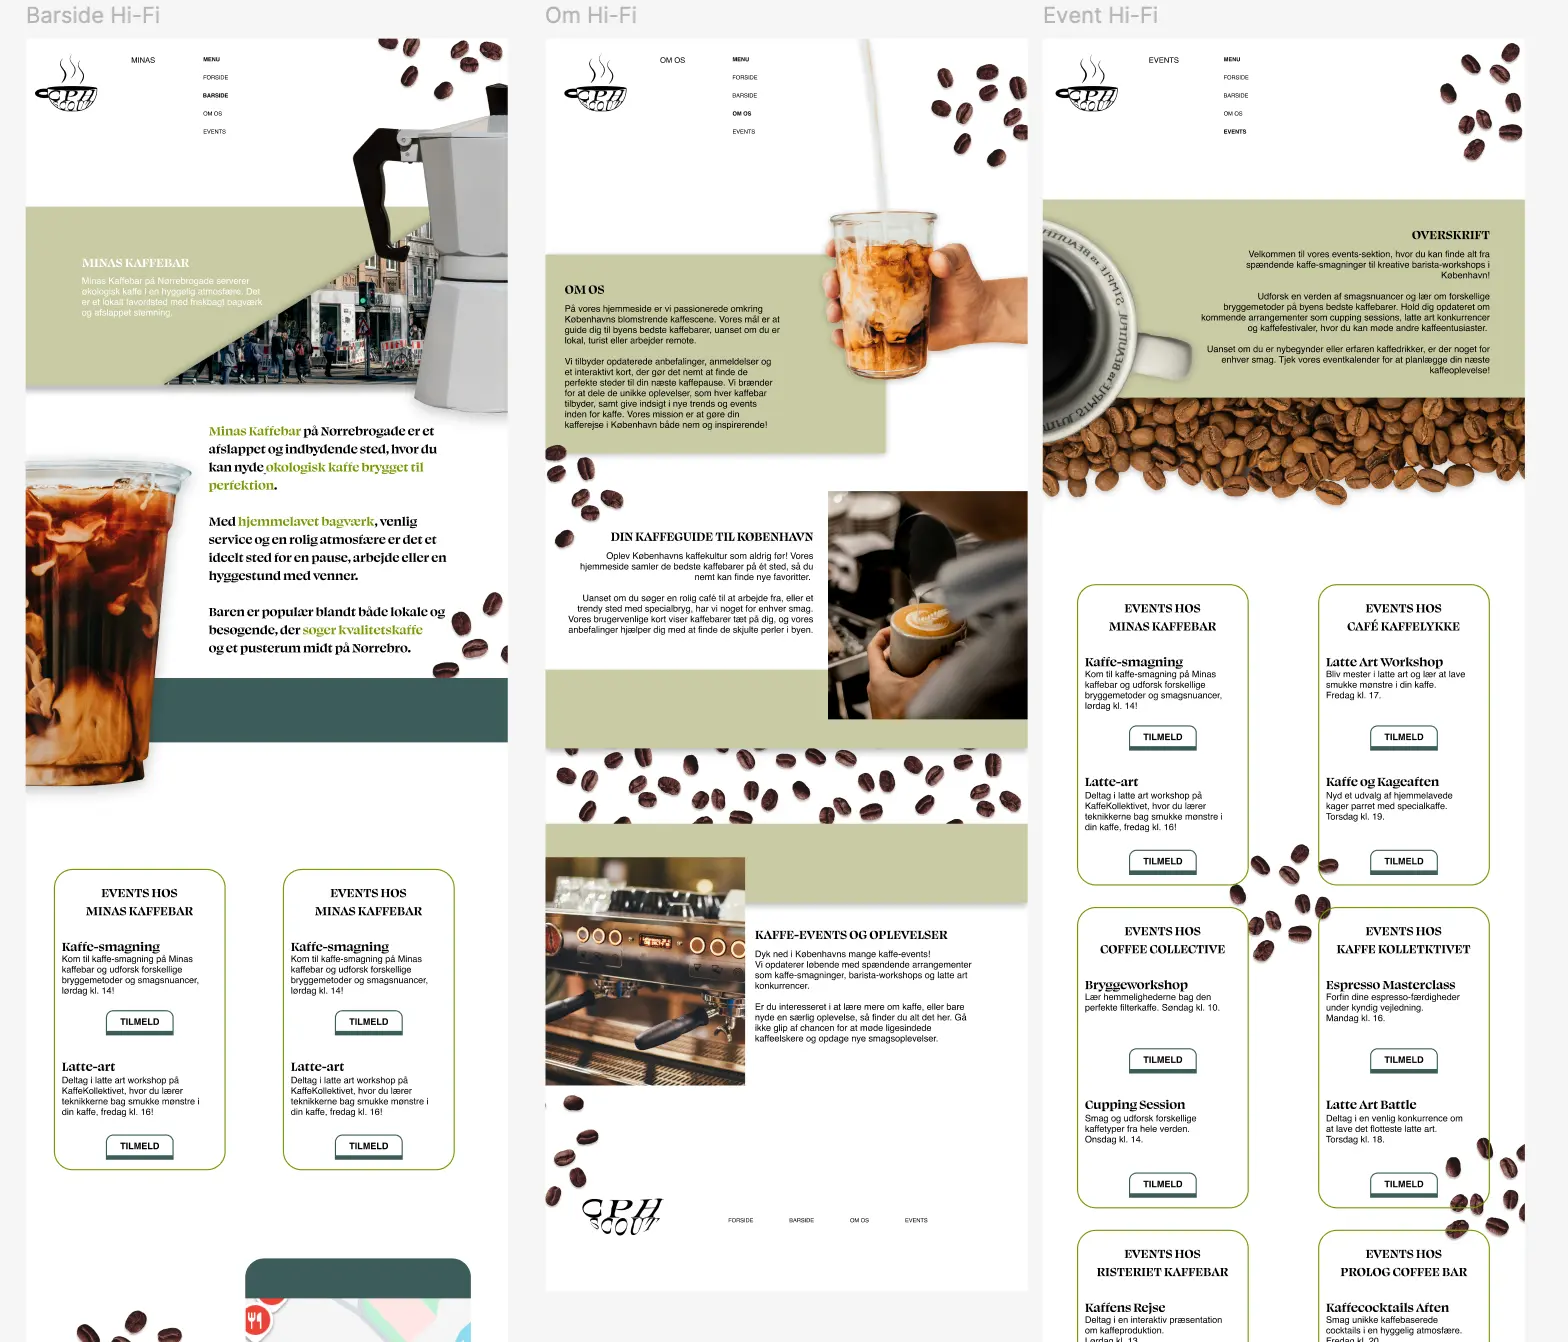 Barside Hi-Fi
CPH
SCOUT
MINAS
MENU
FORSIDE
BARSIDE
OM OS
EVENTS
MINAS KAFFEBAR
Minas Kaffebar på Nørrebrogade serverer
økologisk kaffe i en hyggelig atmosfære. Det
er et lokalt favoritsted med friskbagt bagværk
og afslappet stemning.
Minas Kaffebar på Nørrebrogade er et
afslappet og indbydende sted, hvor du
kan nyde økologisk kaffe brygget til
perfektion.
Med hjemmelavet bagværk, venlig
service og en rolig atmosfære er det et
ideelt sted for en pause, arbejde eller en
hyggestund med venner.
Baren er populær blandt både lokale og
besøgende, der søger kvalitetskaffe
og et pusterum midt på Nørrebro.
EVENTS HOS
MINAS KAFFEBAR
Kaffe-smagning
Kom til kaffe-smagning på Minas
kaffebar og udforsk forskellige
bryggemetoder og smagsnuancer,
lørdag kl. 14!
TILMELD
Latte-art
Deltag i latte art workshop på
KaffeKollektivet, hvor du lærer
teknikkerne bag smukke mønstre i
din kaffe, fredag kl. 16!
TILMELD
EVENTS HOS
MINAS KAFFEBAR
Kaffe-smagning
Kom til kaffe-smagning på Minas
kaffebar og udforsk forskellige
bryggemetoder og smagsnuancer,
lørdag kl. 14!
TILMELD
Latte-art
Deltag i latte art workshop på
KaffeKollektivet, hvor du lærer
teknikkerne bag smukke mønstre i
din kaffe, fredag kl. 16!
TILMELD
Om Hi-Fi
CPH
SCOUT
OM OS
MENU
FORSIDE
BARSIDE
OM OS
EVENTS
OM OS
På vores hjemmeside er vi passionerede omkring
Københavns blomstrende kaffescene. Vores mål er at
guide dig til byens bedste kaffebarer, uanset om du er
lokal, turist eller arbejder remote.
Vi tilbyder opdaterede anbefalinger, anmeldelser og
et interaktivt kort, der gør det nemt at finde de
perfekte steder til din næste kaffepause. Vi brænder
for at dele de unikke oplevelser, som hver kaffebar
tilbyder, samt give indsigt i nye trends og events
inden for kaffe. Vores mission er at gøre din
kafferejse i København både nem og inspirerende!
DIN KAFFEGUIDE TIL KØBENHAVN
Oplev Københavns kaffekultur som aldrig før! Vores
hjemmeside samler de bedste kaffebarer på ét sted, så du
nemt kan finde nye favoritter.
Uanset om du søger en rolig café til at arbejde fra, eller et
trendy sted med specialbryg, har vi noget for enhver smag.
Vores brugervenlige kort viser kaffebarer tæt på dig, og vores
anbefalinger hjælper dig med at finde de skjulte perler i byen.
KAFFE-EVENTS OG OPLEVELSER
Dyk ned i Københavns mange kaffe-events!
Vi opdaterer løbende med spændende arrangementer
som kaffe-smagninger, barista-workshops og latte art
konkurrencer.
Er du interesseret i at lære mere om kaffe, eller bare
nyde en særlig oplevelse, så finder du alt det her. Gå
ikke glip af chancen for at møde ligesindede
kaffeelskere og opdage nye smagsoplevelser.
CPH
SCOUT
FORSIDE BARSIDE OM OS EVENTS
Event Hi-Fi
CPH
SCOUT
EVENTS
MENU
FORSIDE
BARSIDE
OM OS
EVENTS
OVERSKRIFT
Velkommen til vores events-sektion, hvor du kan finde alt fra
spændende kaffe-smagninger til kreative barista-workshops i
København!
Udforsk en verden af smagsnuancer og lær om forskellige
bryggemetoder på byens bedste kaffebarer. Hold dig opdateret om
kommende arrangementer som cupping sessions, latte art konkurrencer
og kaffefestivaler, hvor du kan møde andre kaffeentusiaster.
Uanset om du er nybegynder eller erfaren kaffedrikker, er der noget for
enhver smag. Tjek vores eventkalender for at planlægge din næste
kaffeoplevelse!
EVENTS HOS
MINAS KAFFEBAR
Kaffe-smagning
Kom til kaffe-smagning på Minas
kaffebar og udforsk forskellige
bryggemetoder og smagsnuancer,
lørdag kl. 14!
TILMELD
Latte-art
Deltag i latte art workshop på
KaffeKollektivet, hvor du lærer
teknikkerne bag smukke mønstre i
din kaffe, fredag kl. 16!
TILMELD
EVENTS HOS
CAFÉ KAFFELYKKE
Latte Art Workshop
Bliv mester i latte art og lær at lave
smukke mønstre i din kaffe.
Fredag kl. 17.
TILMELD
Kaffe og Kageaften
Nyd et udvalg af hjemmelavede
kager parret med specialkaffe.
Torsdag kl. 19.
TILMELD
EVENTS HOS
COFFEE COLLECTIVE
Bryggeworkshop
Lær hemmelighederne bag den
perfekte filterkaffe. Søndag kl. 10.
TILMELD
Cupping Session
Smag og udforsk forskellige
kaffetyper fra hele verden.
Onsdag kl. 14.
TILMELD
EVENTS HOS
KAFFE KOLLETKTIVET
Espresso Masterclass
Forfin dine espresso-færdigheder
under kyndig vejledning.
Mandag kl. 16.
TILMELD
Latte Art Battle
Deltag i en venlig konkurrence om
at lave det flotteste latte art.
Torsdag kl. 18.
TILMELD
EVENTS HOS
RISTERIET KAFFEBAR
Kaffens Rejse
Deltag i en interaktiv præsentation
om kaffeproduktion.
Lørdag kl. 13
EVENTS HOS
PROLOG COFFEE BAR
Kaffecocktails Aften
Smag unikke kaffebaserede
cocktails i en hyggelig atmosfære.
Fredag kl. 20